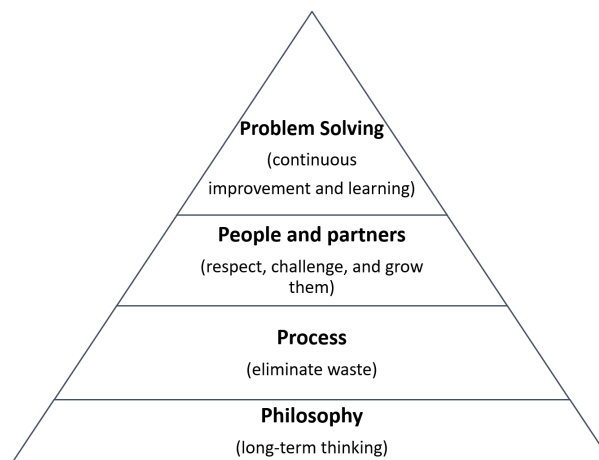 Problem Solving
(continuous
improvement and learning)
People and partners
(respect, challenge, and grow
them)
Process
(eliminate waste)
Philosophy
(long-term thinking)